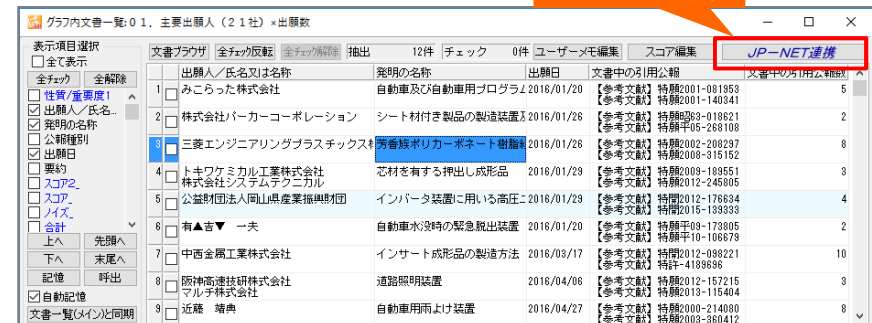 グラフ内文書一覧:01. 主要出願人(21社)×出願数
表示項目選択
全て表示
全チェック 全解除
性質/重要度1
出願人/氏名…
発明の名称
公報種別
出願日
要約
スコア2_
スコア_
ノイズ_
合計
上へ 先頭へ
下へ 末尾へ
記憶 呼出
自動記憶
文書一覧(メイン)と同期
文書ブラウザ 全チェック反転 全チェック解除 抽出 12件 チェック 0件 ユーザーメモ編集 スコア編集 JP-NET連携
出願人/氏名又は名称 発明の名称 出願日 文書中の引用公報 文書中の引用公報数
1 みこらった株式会社 自動車及び自動車用プログラム 2016/01/20 【参考文献】特願2001-081953 5
【参考文献】特願2001-140341
2 株式会社パーカーコーポレーション シート材付き製品の製造装置及 2016/01/26 【参考文献】特願昭63-018621 2
【参考文献】特願平05-268108
3 三菱エンジニアリングプラスチックス株 芳香族ポリカーボネート樹脂 2016/01/26 【参考文献】特願2002-208297 8
【参考文献】特願2008-315152
4 トキワケミカル工業株式会社 芯材を有する押出し成形品 2016/01/29 【参考文献】特願2009-189551 3
株式会社システムテクニカル 【参考文献】特願2012-245805
5 公益財団法人岡山県産業振興財団 インバータ装置に用いる高圧 2016/01/29 【参考文献】特開2012-176634 4
【参考文献】特開2015-139333
6 有▲吉▼ 一夫 自動車水没時の緊急脱出装置 2016/01/20 【参考文献】特願平09-173805 2
【参考文献】特願平10-106679
7 中西金属工業株式会社 インサート成形品の製造方法 2016/03/17 【参考文献】特開2012-098221 10
【参考文献】特許-4189696
8 阪神高速技研株式会社 道路照明装置 2016/04/06 【参考文献】特願2012-157215 3
マルチ株式会社 【参考文献】特願2013-115404
9 近藤 靖典 自動車用雨よけ装置 2016/04/27 【参考文献】特願2000-214080 8
【参考文献】特願2003-360412